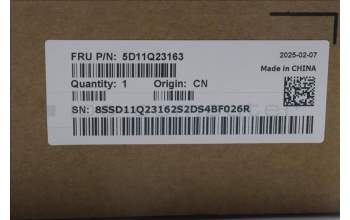 FRU P/N: 5D11Q23163
2025-02-07
Made in CHINA
Quantity: 1 Origin: CN
SN: 8SSD11Q23162S2DS4BF026R